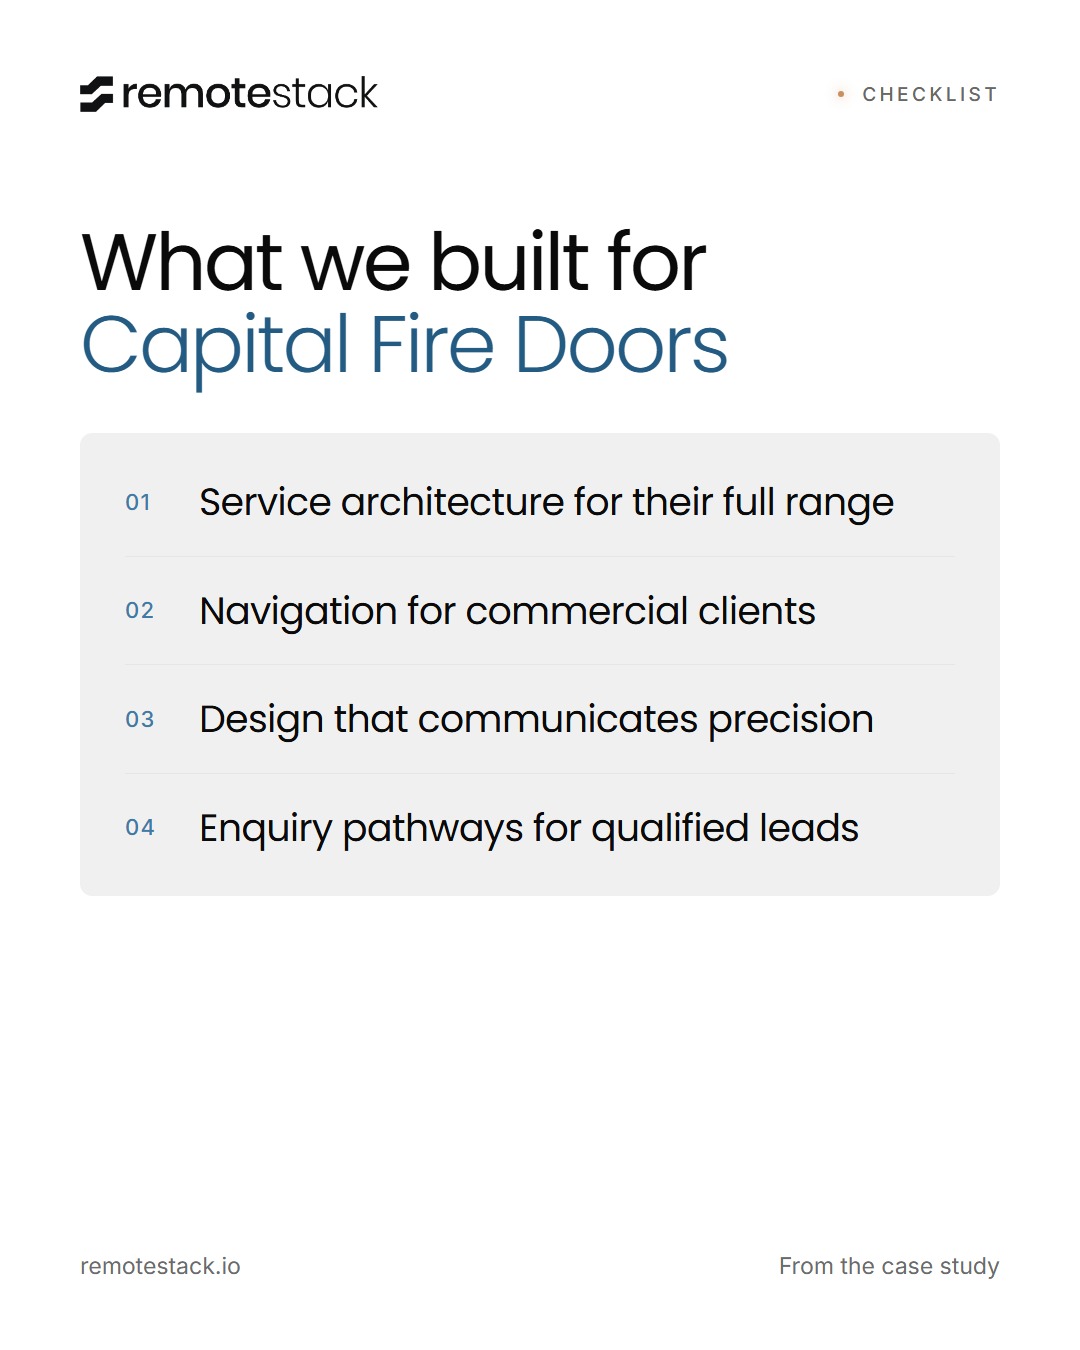 remotestack
CHECKLIST
What we built for
Capital Fire Doors
01 Service architecture for their full range
02 Navigation for commercial clients
03 Design that communicates precision
04 Enquiry pathways for qualified leads
remotestack.io
From the case study